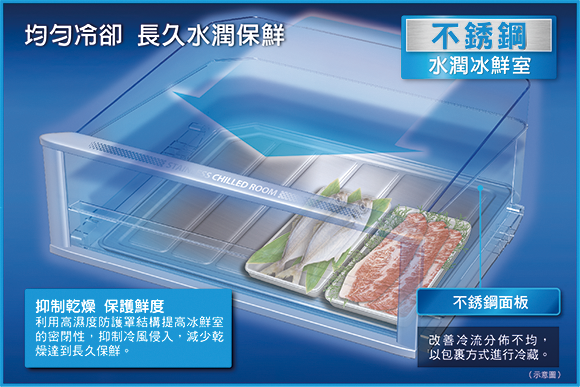 均勻冷卻 長久水潤保鮮
不銹鋼
水潤冰鮮室
CHILLED ROOM
抑制乾燥 保護鮮度
利用高濕度防護罩結構提高冰鮮室
的密閉性，抑制冷風侵入，減少乾
燥達到長久保鮮。
不銹鋼面板
改善冷流分佈不均，
以包裹方式進行冷藏。
（示意圖）